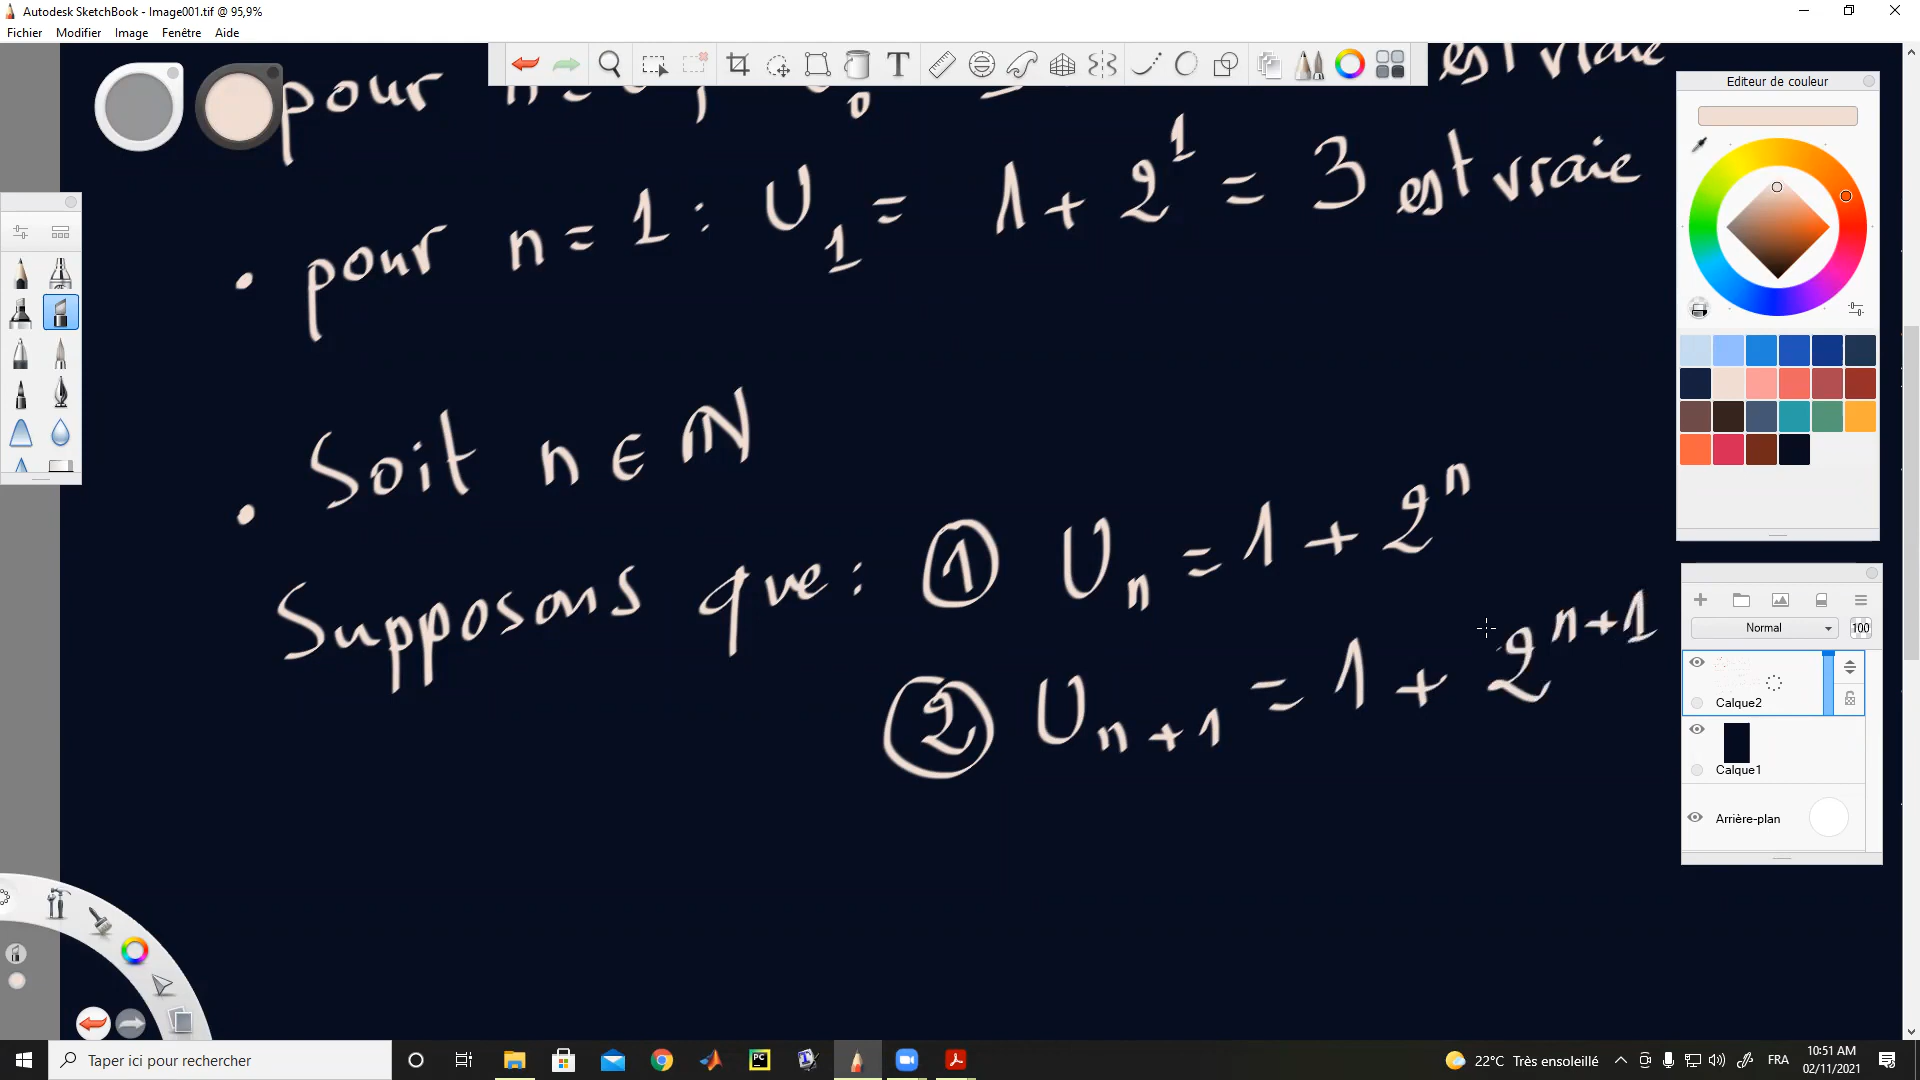 Autodesk SketchBook - Image001.tif @ 95,9%
Fichier Modifier Image Fenêtre Aide
pour n = 0 est vraie
• pour n = 1 : U₁ = 1 + 2¹ = 3 est vraie
• Soit n ∈ ℕ
Supposons que : ① Uₙ = 1 + 2ⁿ
② Uₙ₊₁ = 1 + 2ⁿ⁺¹
Editeur de couleur
Normal 100
Calque2
Calque1
Arrière-plan
Taper ici pour rechercher
PC
22°C Très ensoleillé
FRA
10:51 AM
02/11/2021